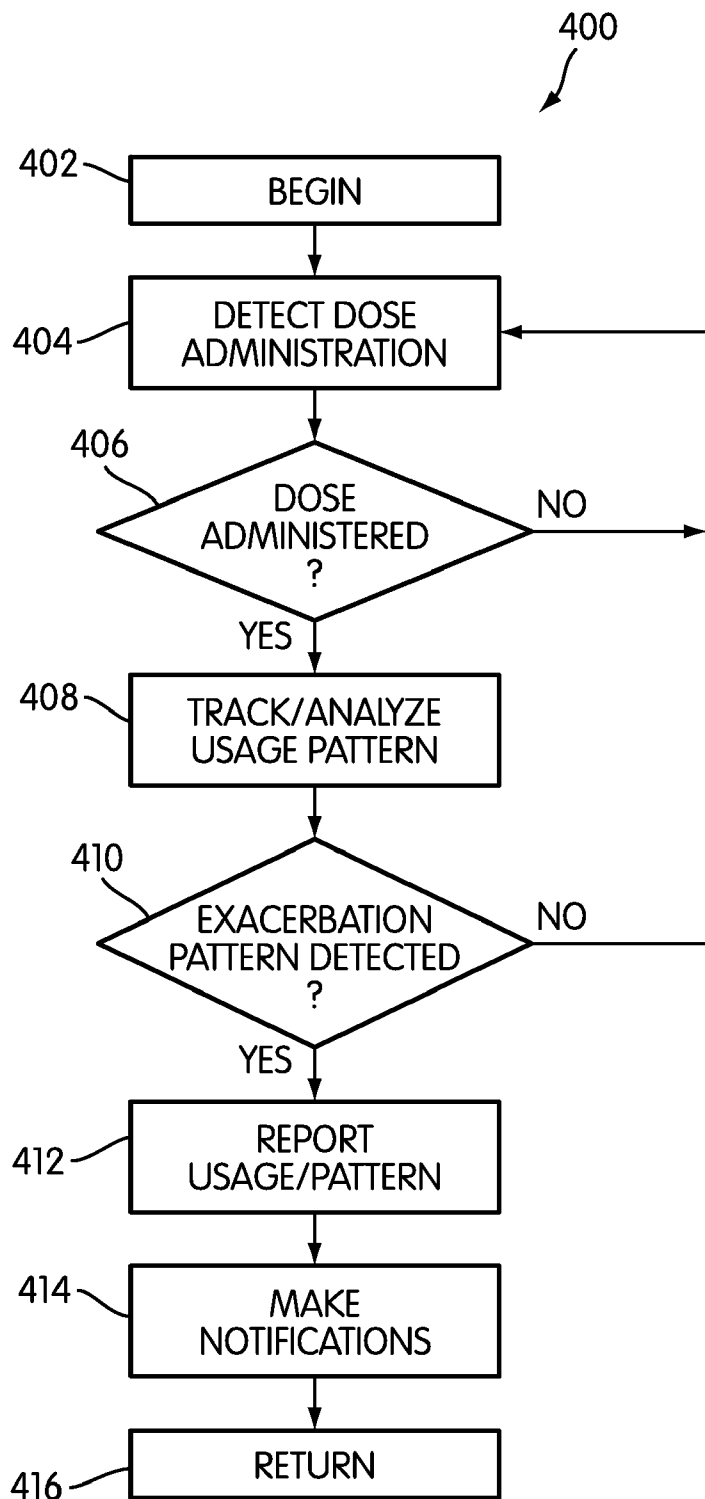 400
402
BEGIN
404
DETECT DOSE
ADMINISTRATION
406
DOSE
ADMINISTERED
?
NO
YES
408
TRACK/ANALYZE
USAGE PATTERN
410
EXACERBATION
PATTERN DETECTED
?
NO
YES
412
REPORT
USAGE/PATTERN
414
MAKE
NOTIFICATIONS
416
RETURN